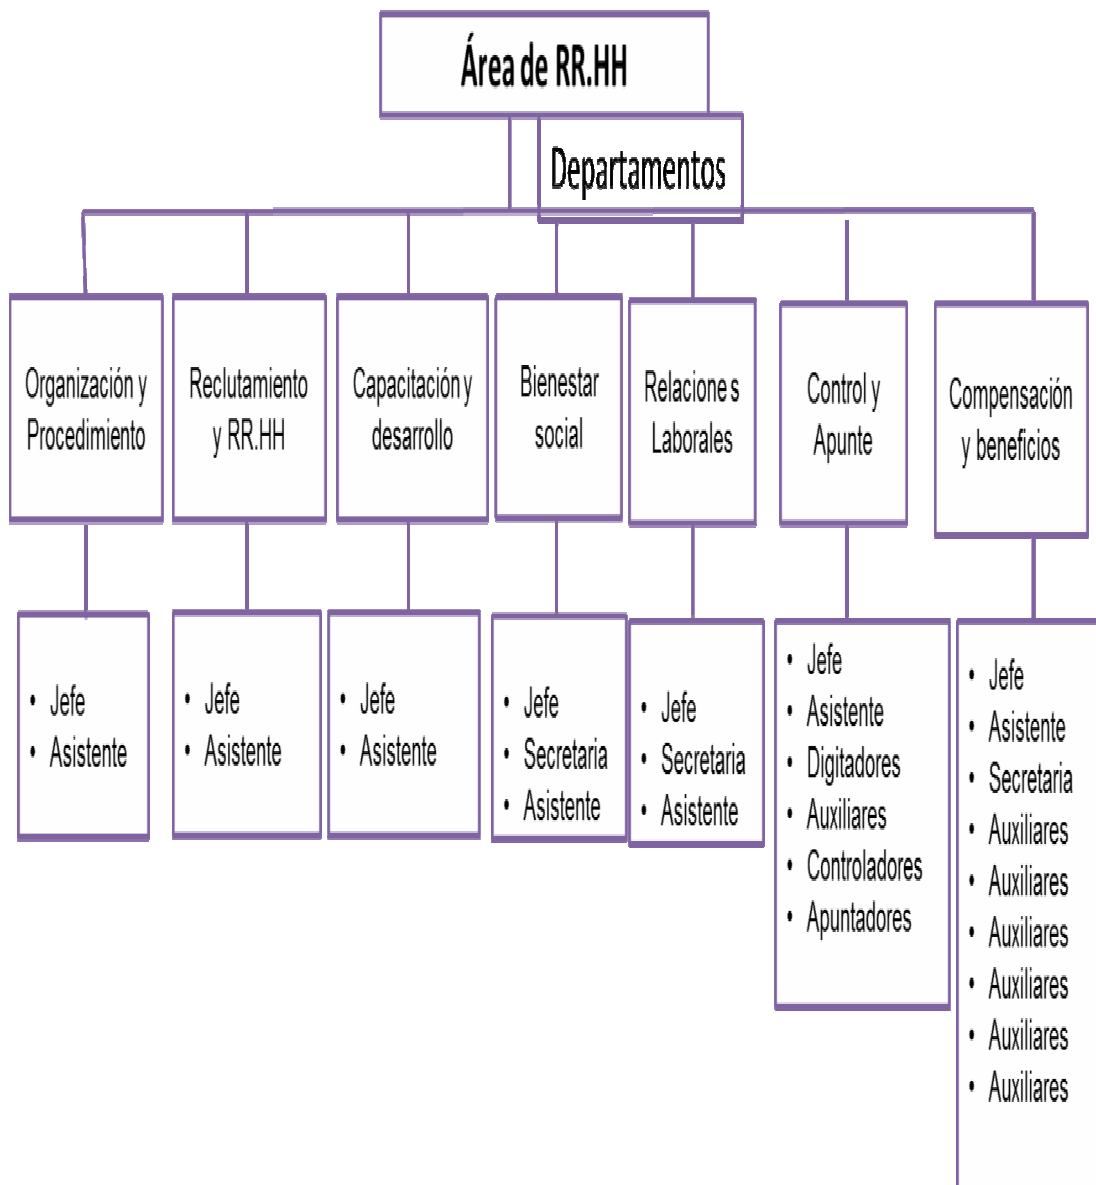 Área de RR.HH
Departamentos
Organización y
Procedimiento
Reclutamiento
y RR.HH
Capacitación y
desarrollo
Bienestar
social
Relacione s
Laborales
Control y
Apunte
Compensación
y beneficios
• Jefe
• Asistente
• Jefe
• Asistente
• Jefe
• Asistente
• Jefe
• Secretaria
• Asistente
• Jefe
• Secretaria
• Asistente
• Jefe
• Asistente
• Digitadores
• Auxiliares
• Controladores
• Apuntadores
• Jefe
• Asistente
• Secretaria
• Auxiliares
• Auxiliares
• Auxiliares
• Auxiliares
• Auxiliares
• Auxiliares